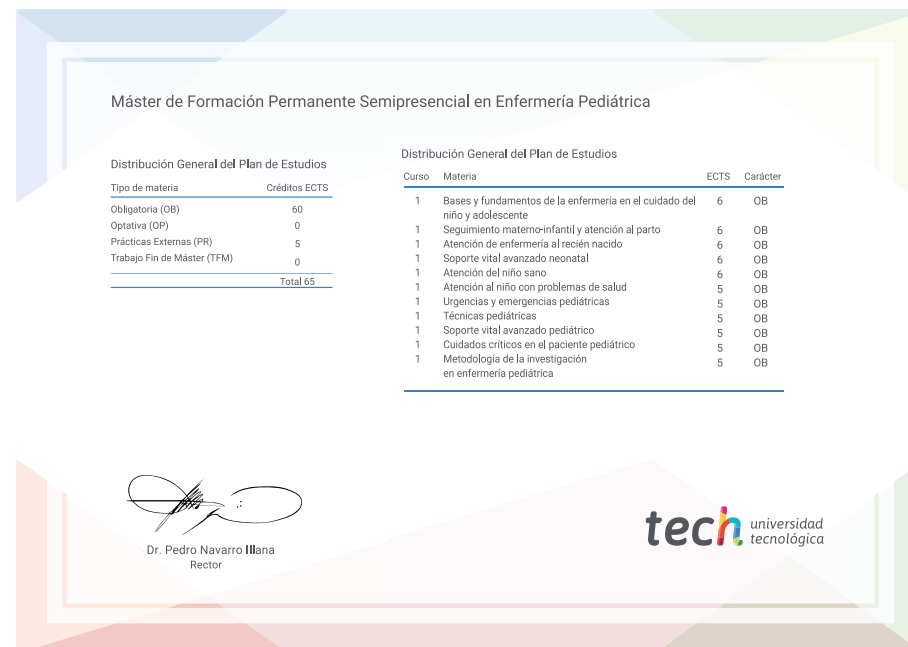 Máster de Formación Permanente Semipresencial en Enfermería Pediátrica
Distribución General del Plan de Estudios
Tipo de materia Créditos ECTS
Obligatoria (OB) 60
Optativa (OP) 0
Prácticas Externas (PR) 5
Trabajo Fin de Máster (TFM) 0
Total 65
Distribución General del Plan de Estudios
Curso Materia ECTS Carácter
1 Bases y fundamentos de la enfermería en el cuidado del 6 OB
niño y adolescente
1 Seguimiento materno-infantil y atención al parto 6 OB
1 Atención de enfermería al recién nacido 6 OB
1 Soporte vital avanzado neonatal 6 OB
1 Atención del niño sano 6 OB
1 Atención al niño con problemas de salud 5 OB
1 Urgencias y emergencias pediátricas 5 OB
1 Técnicas pediátricas 5 OB
1 Soporte vital avanzado pediátrico 5 OB
1 Cuidados críticos en el paciente pediátrico 5 OB
1 Metodología de la investigación 5 OB
en enfermería pediátrica
Dr. Pedro Navarro Illana
Rector
tech universidad
tecnológica